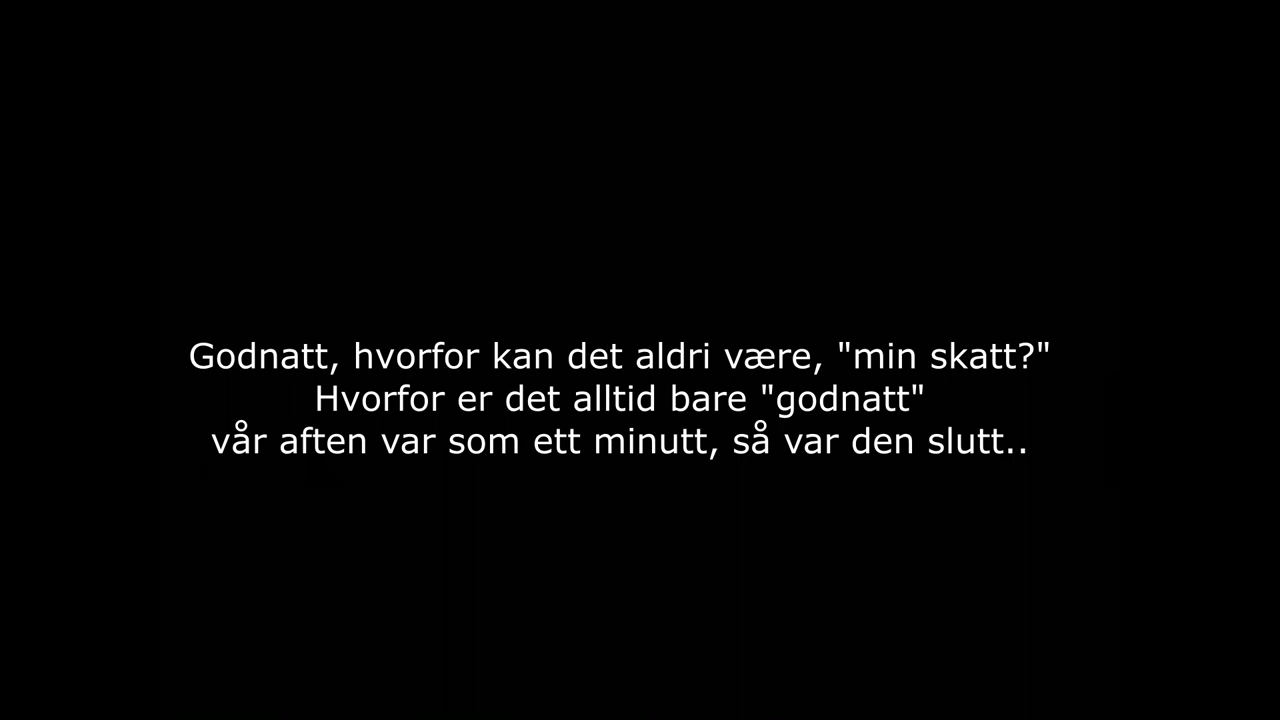 Godnatt, hvorfor kan det aldri være, "min skatt?"
Hvorfor er det alltid bare "godnatt"
vår aften var som ett minutt, så var den slutt..